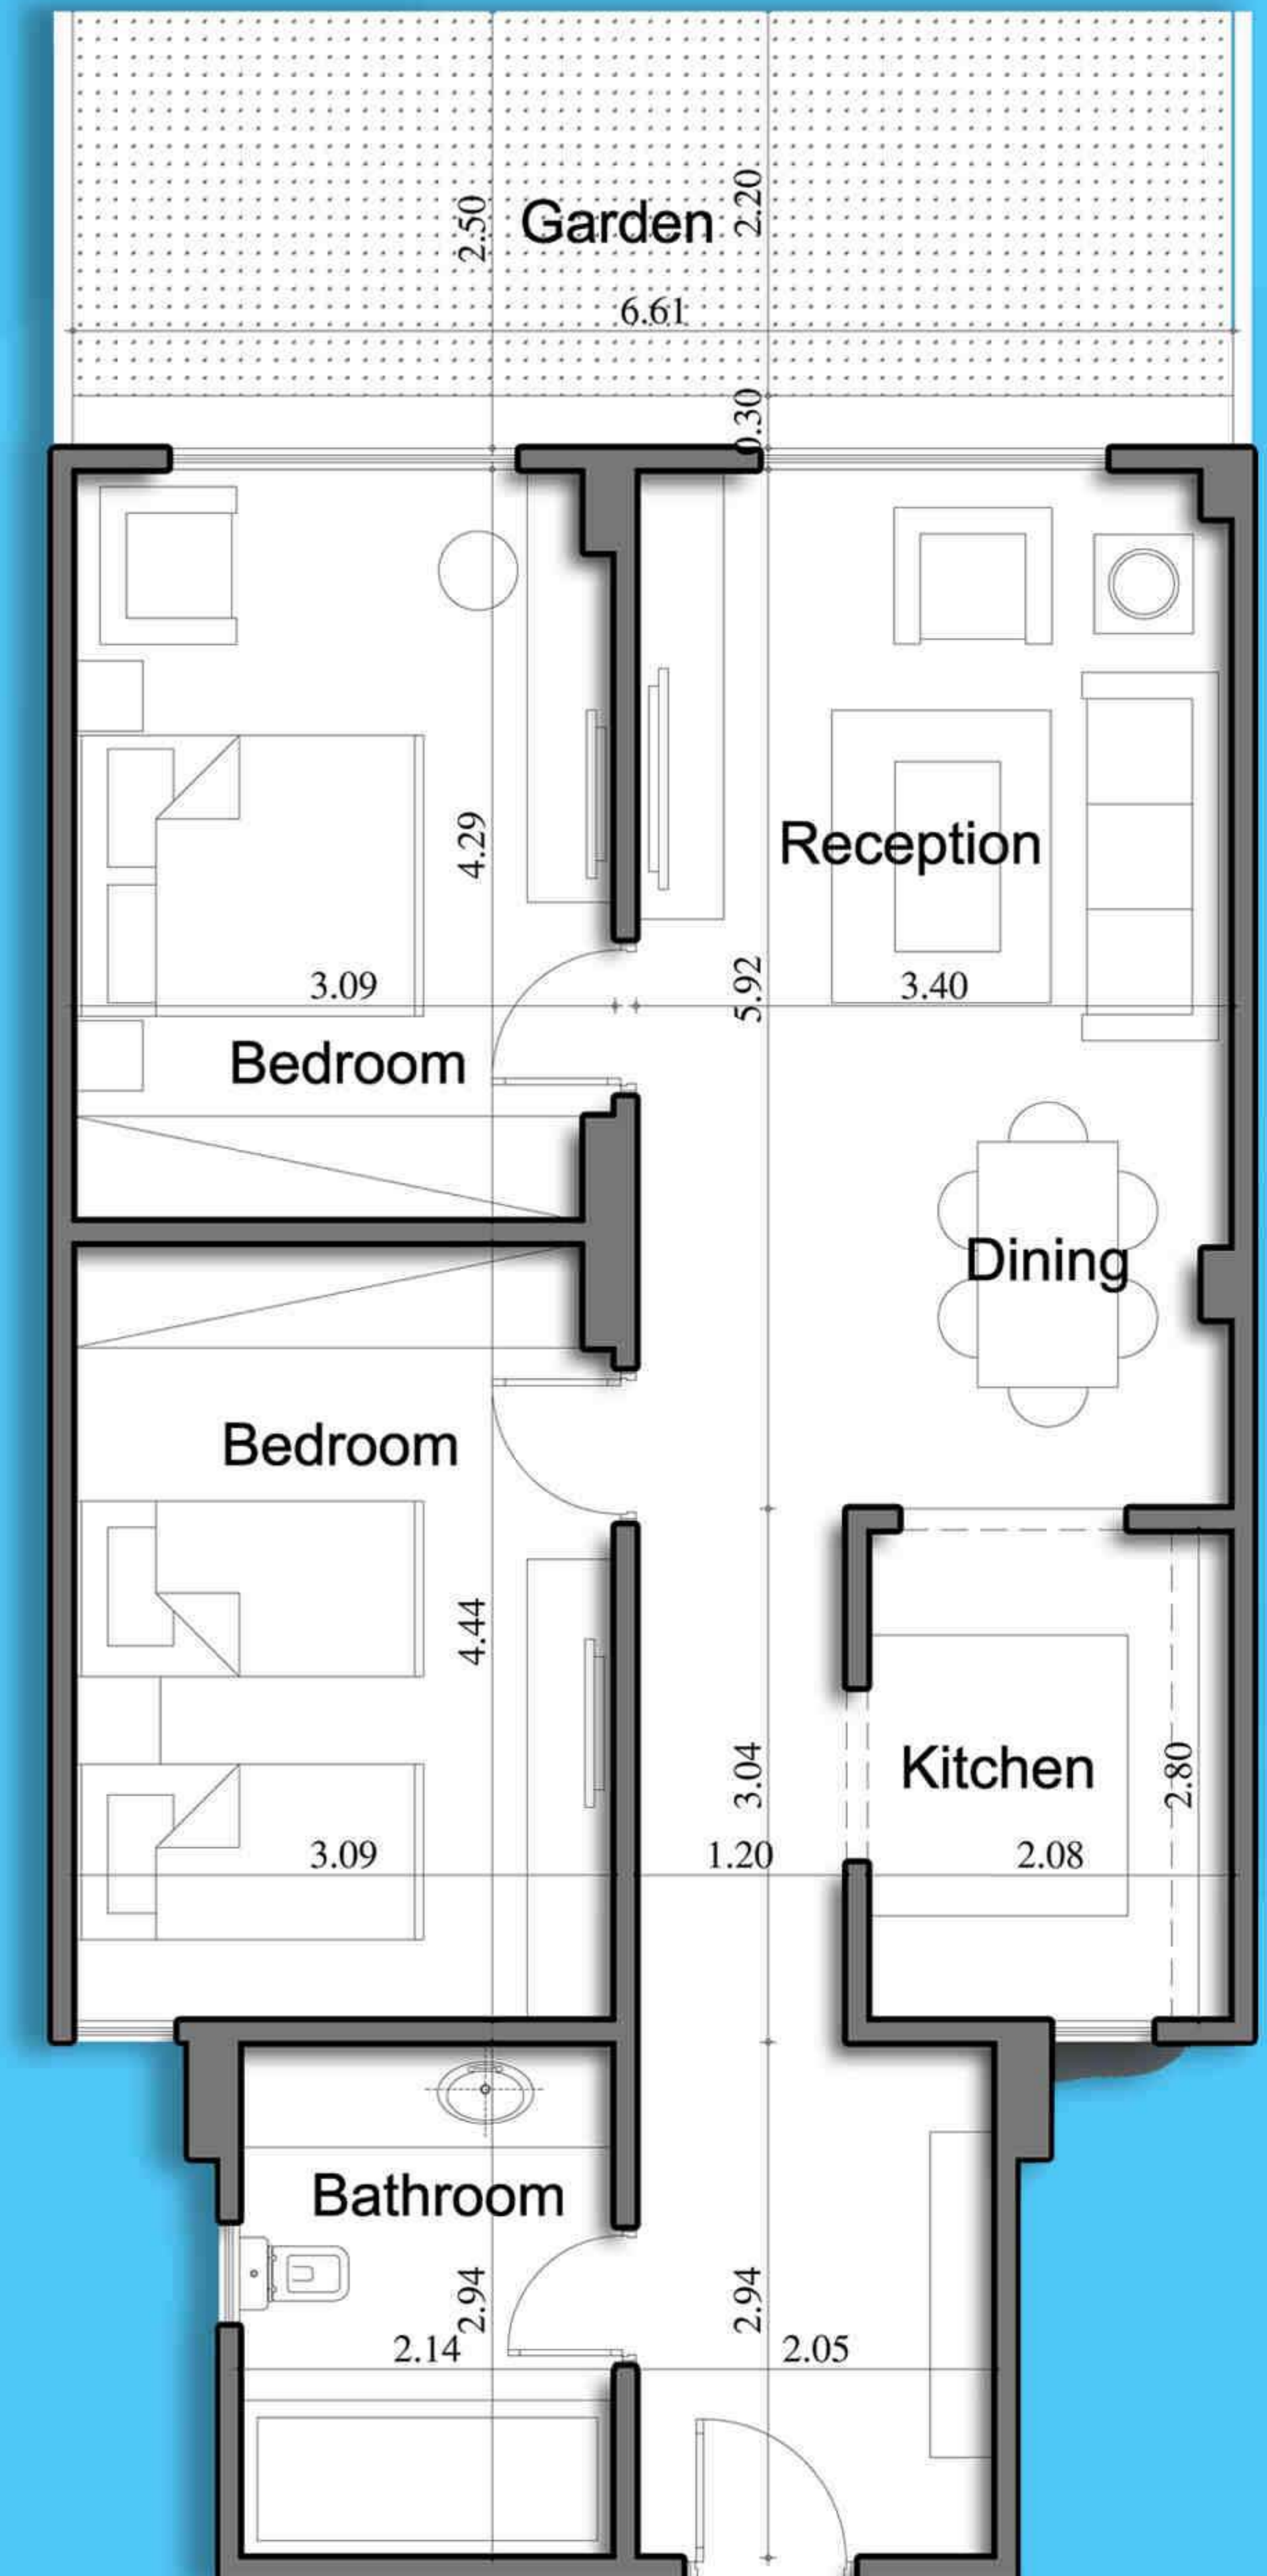 2.50
Garden
2.20
6.61
0.30
4.29
Reception
3.09
5.92
3.40
Bedroom
Dining
Bedroom
4.44
3.04
Kitchen
2.80
3.09
1.20
2.08
Bathroom
2.94
2.94
2.14
2.05